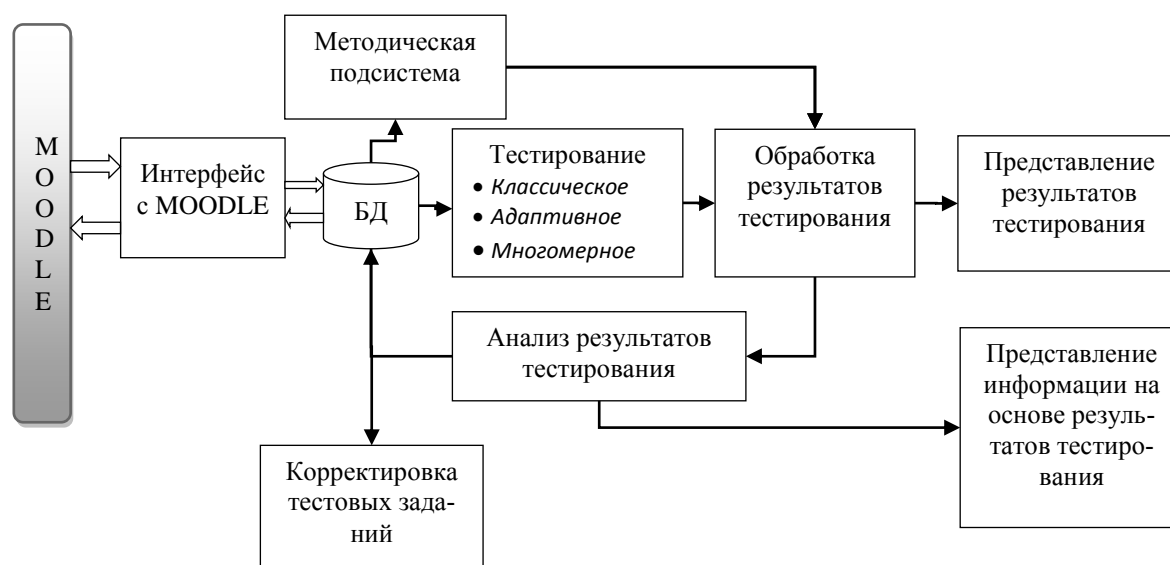 M
O
O
D
L
E
Интерфейс
с MOODLE
БД
Методическая
подсистема
Тестирование
• Классическое
• Адаптивное
• Многомерное
Обработка
результатов
тестирования
Представление
результатов
тестирования
Анализ результатов
тестирования
Представление
информации на
основе резуль-
татов тестиро-
вания
Корректировка
тестовых зада-
ний